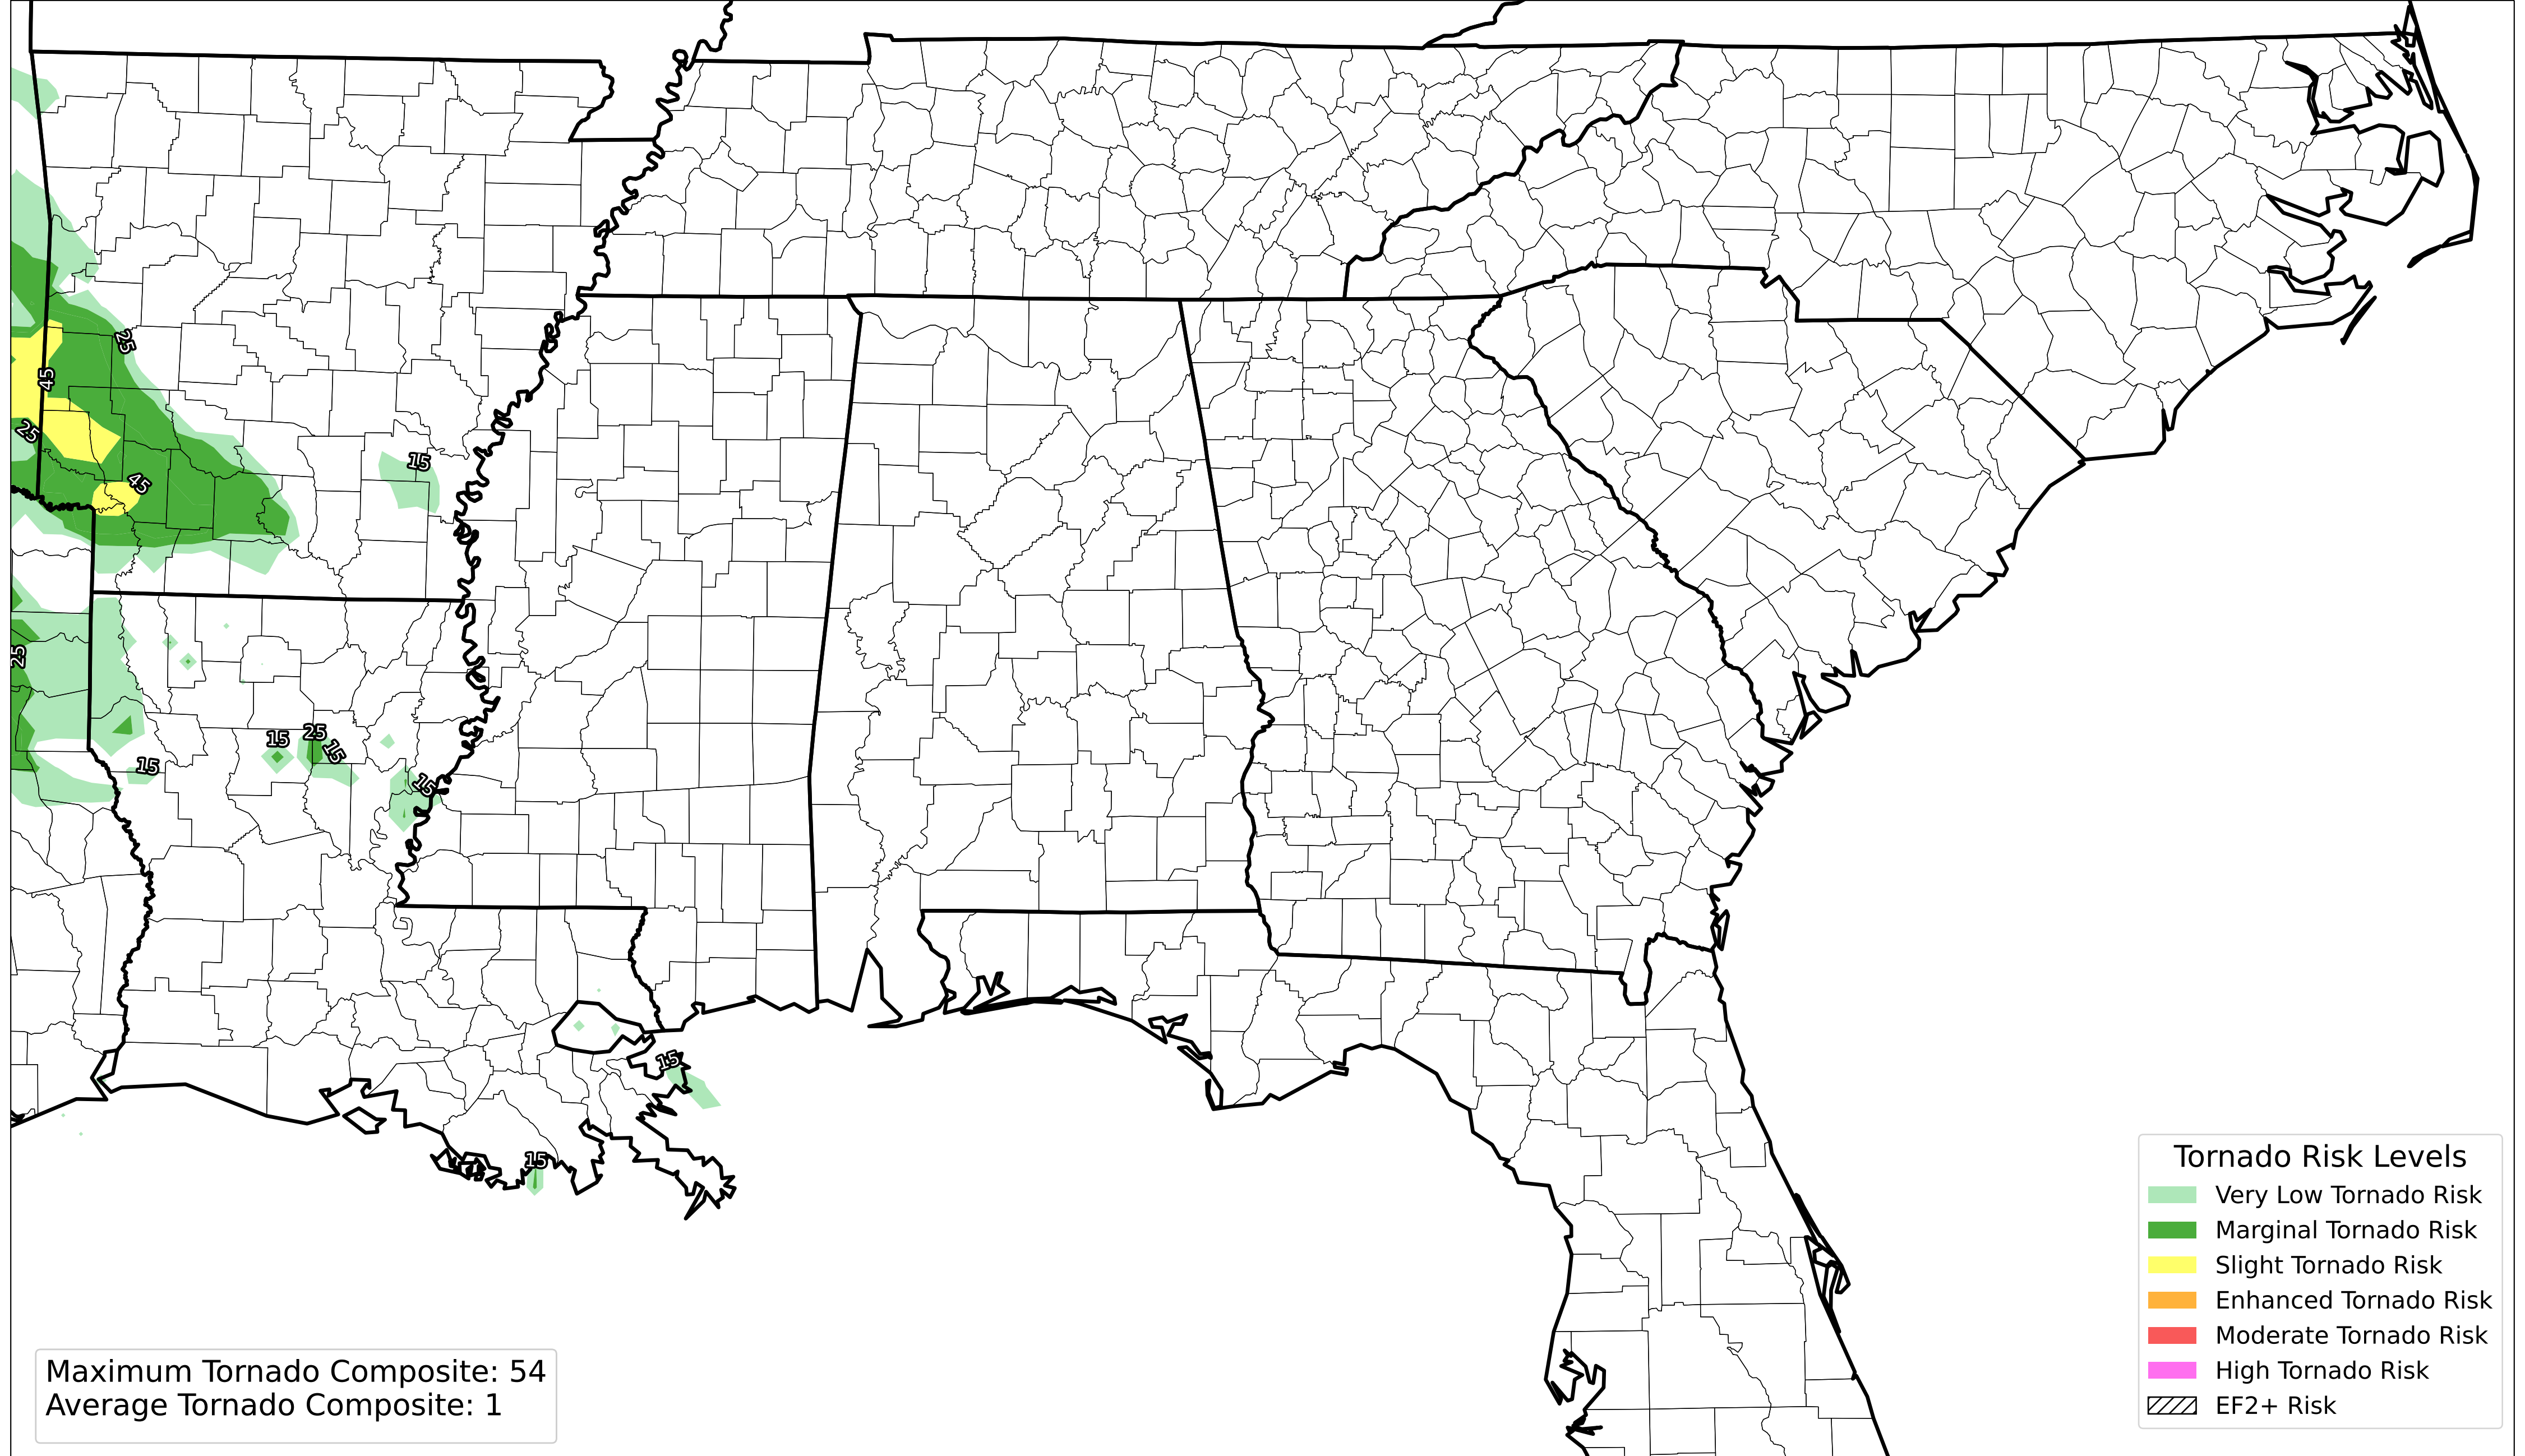 25
45
25
45
15
25
15
25
15
15
15
15
15
Tornado Risk Levels
Very Low Tornado Risk
Marginal Tornado Risk
Slight Tornado Risk
Enhanced Tornado Risk
Moderate Tornado Risk
High Tornado Risk
EF2+ Risk
Maximum Tornado Composite: 54
Average Tornado Composite: 1